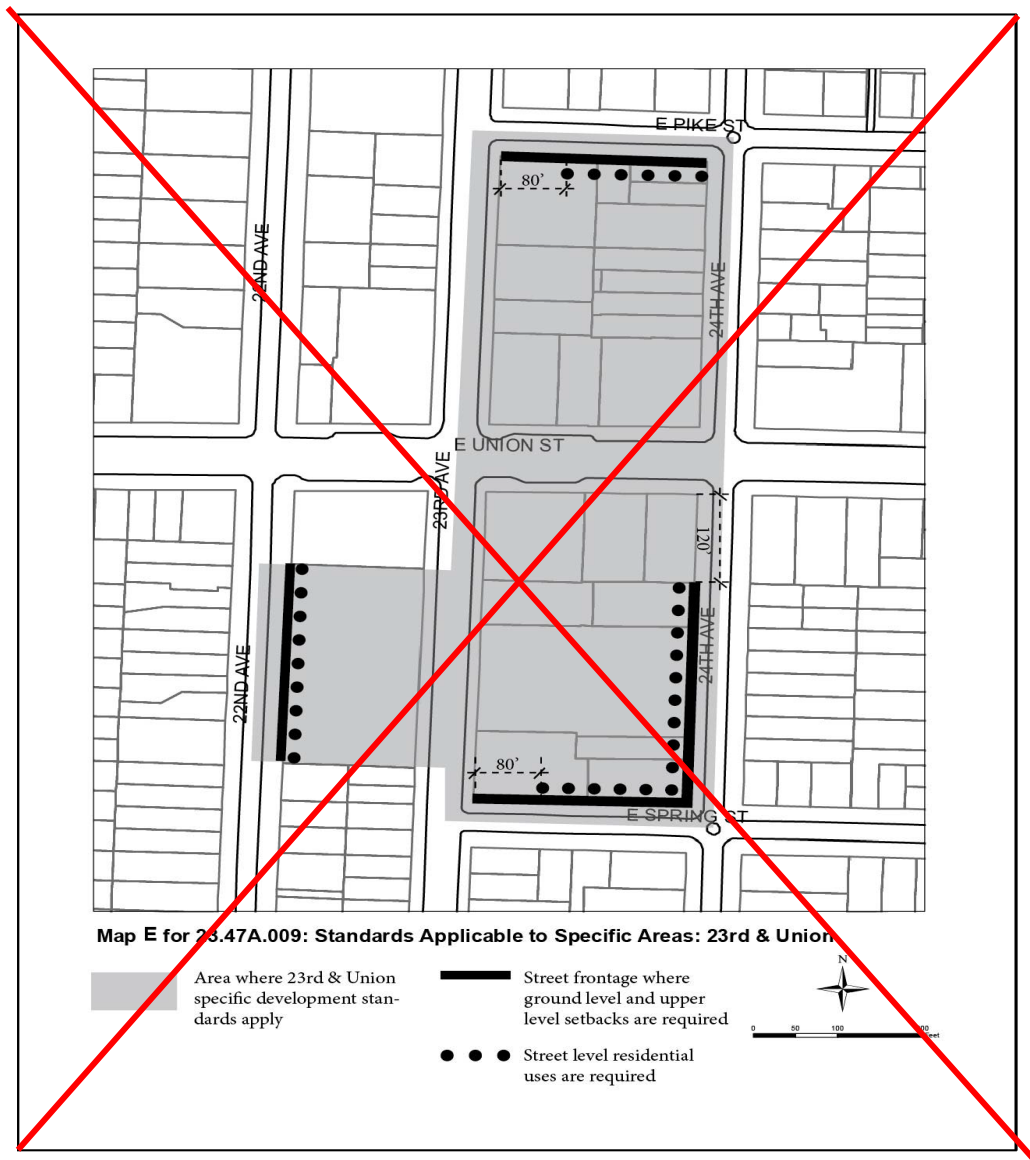 E PIKE ST
80’
22ND AVE
24TH AVE
E UNION ST
23RD AVE
120’
24TH AVE
22ND AVE
80’
E SPRING ST
Map E for 23.47A.009: Standards Applicable to Specific Areas: 23rd & Union
Area where 23rd & Union
specific development stan-
dards apply
Street frontage where
ground level and upper
level setbacks are required
Street level residential
uses are required
N
0 50 100 200
Feet